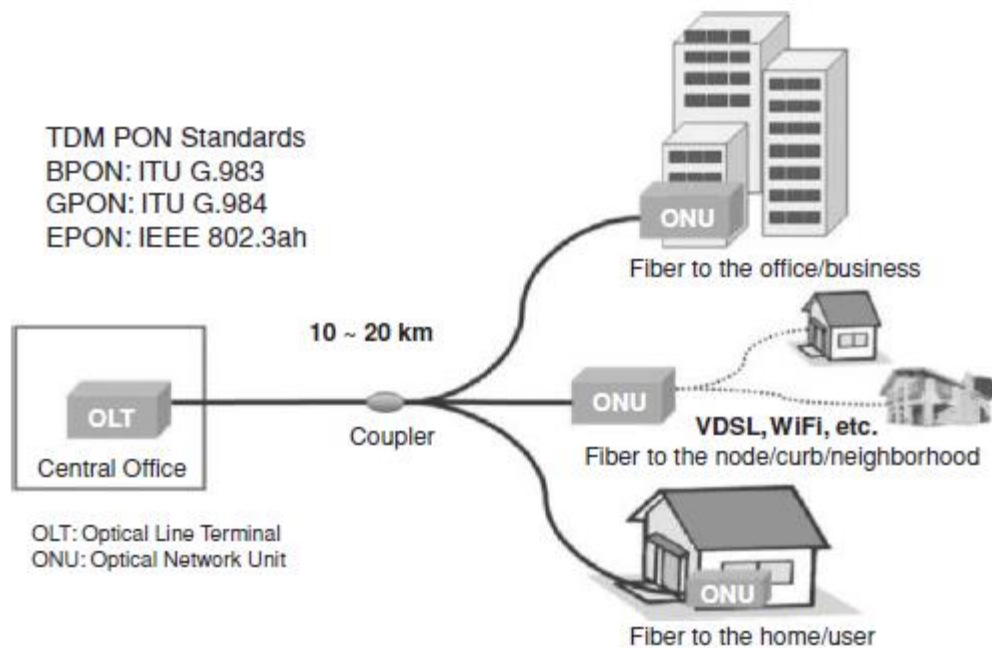 TDM PON Standards
BPON: ITU G.983
GPON: ITU G.984
EPON: IEEE 802.3ah
ONU
Fiber to the office/business
10 ~ 20 km
OLT
Central Office
Coupler
ONU
VDSL, WiFi, etc.
Fiber to the node/curb/neighborhood
OLT: Optical Line Terminal
ONU: Optical Network Unit
ONU
Fiber to the home/user